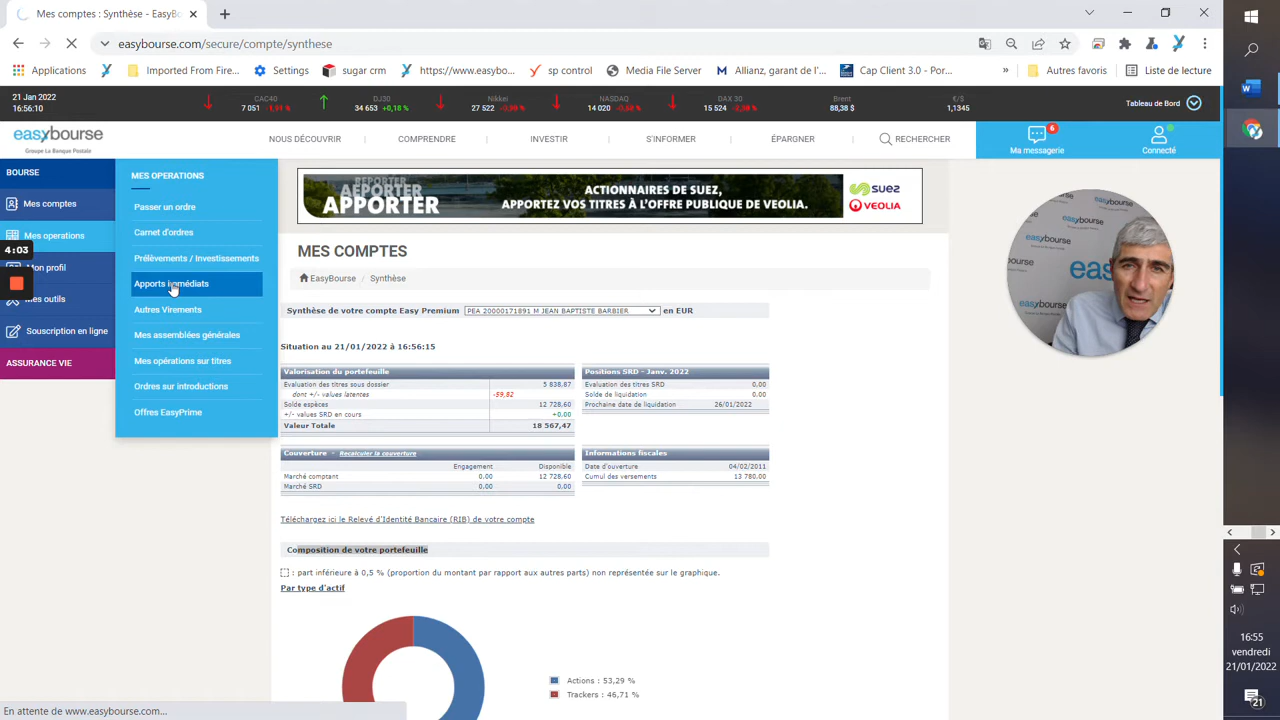 Mes comptes : Synthèse - EasyBo
easybourse.com/secure/compte/synthese
Applications
Imported From Fire...
Settings
sugar crm
https://www.easybo...
sp control
Media File Server
Allianz, garant de l'...
Cap Client 3.0 - Por...
»
Autres favoris
Liste de lecture
21 Jan 2022
16:56:10
CAC40
7 051
DJ30
34 653 +0,18 %
Nikkei
27 522
NASDAQ
14 020
DAX 30
15 524
Brent
88,38 $
€/$
1,1345
Tableau de Bord
easybourse
Groupe La Banque Postale
NOUS DÉCOUVRIR
COMPRENDRE
INVESTIR
S'INFORMER
ÉPARGNER
RECHERCHER
6
Ma messagerie
Connecté
BOURSE
Mes comptes
Mes operations
4:03
Mon profil
Mes outils
Souscription en ligne
ASSURANCE VIE
MES OPERATIONS
Passer un ordre
Carnet d'ordres
Prélèvements / Investissements
Apports immédiats
Autres Virements
Mes assemblées générales
Mes opérations sur titres
Ordres sur introductions
Offres EasyPrime
REPORTER
APPORTER
ACTIONNAIRES DE SUEZ,
APPORTEZ VOS TITRES À L'OFFRE PUBLIQUE DE VEOLIA.
suez
VEOLIA
MES COMPTES
EasyBourse / Synthèse
Synthèse de votre compte Easy Premium PEA 20000171891 M JEAN BAPTISTE BARBIER en EUR
Situation au 21/01/2022 à 16:56:15
Valorisation du portefeuille
Evaluation des titres sous dossier 5 838,87
dont +/- values latentes -59,82
Solde espèces 12 728,60
+/- values SRD en cours +0.00
Valeur Totale 18 567,47
Positions SRD - Janv. 2022
Evaluation des titres SRD 0,00
Solde de liquidation 0.00
Prochaine date de liquidation 26/01/2022
Couverture - Recalculer la couverture
Engagement Disponible
Marché comptant 0.00 12 728.60
Marché SRD 0.00 0,00
Informations fiscales
Date d'ouverture 04/02/2011
Cumul des versements 13 780.00
Téléchargez ici le Relevé d'Identité Bancaire (RIB) de votre compte
Composition de votre portefeuille
: part inférieure à 0,5 % (proportion du montant par rapport aux autres parts) non représentée sur le graphique.
Par type d'actif
Actions : 53,29 %
Trackers : 46,71 %
En attente de www.easybourse.com...
easybourse
16:55
vendredi
21/01/2022
21